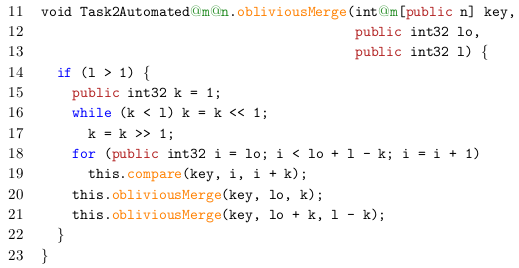 11 void Task2Automated@m@n.obliviousMerge(int@m[public n] key,
12 public int32 lo,
13 public int32 l) {
14 if (l > 1) {
15 public int32 k = 1;
16 while (k < l) k = k << 1;
17 k = k >> 1;
18 for (public int32 i = lo; i < lo + l - k; i = i + 1)
19 this.compare(key, i, i + k);
20 this.obliviousMerge(key, lo, k);
21 this.obliviousMerge(key, lo + k, l - k);
22 }
23 }